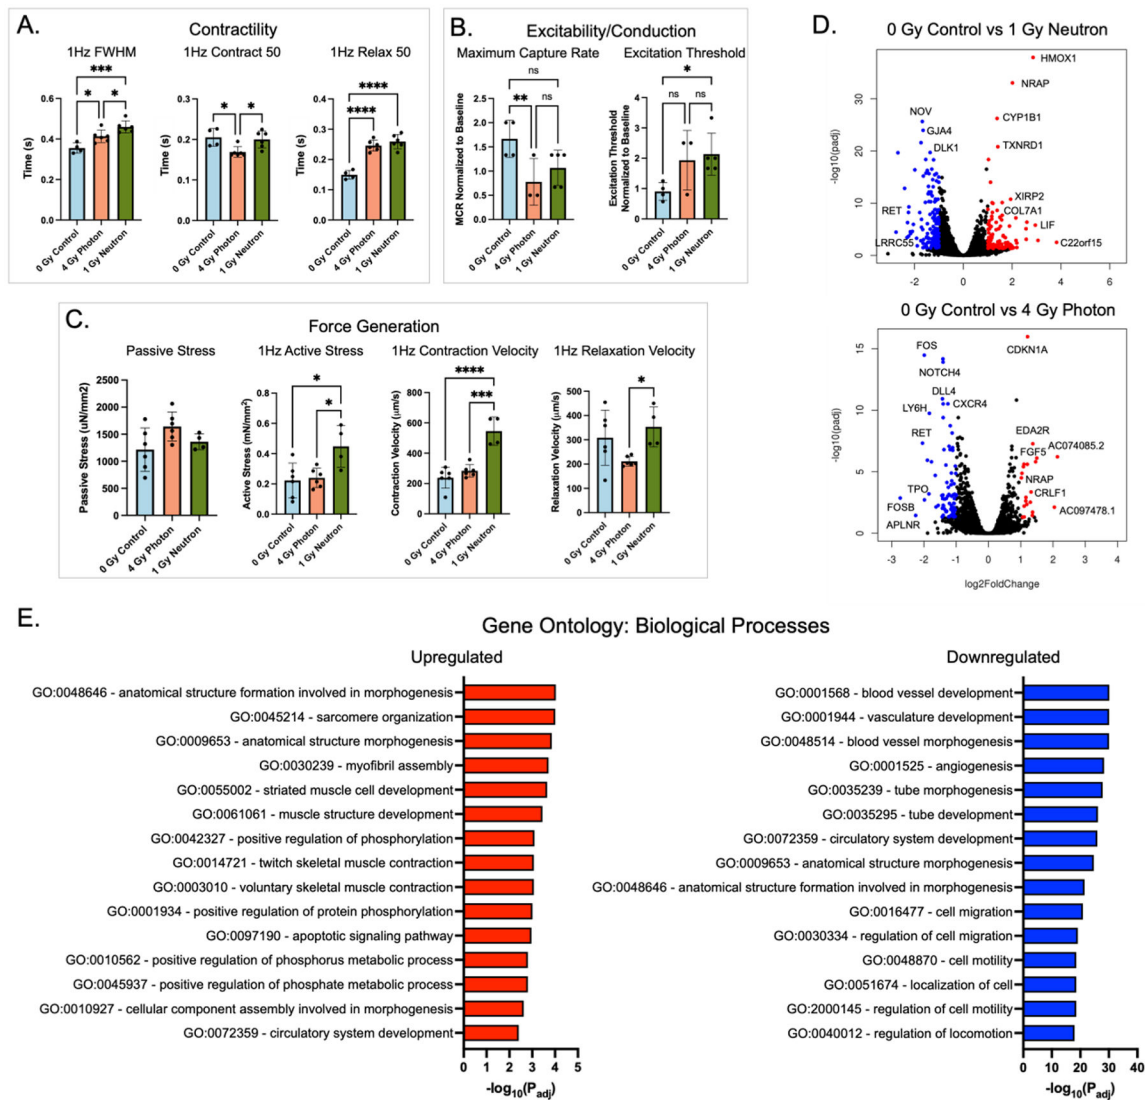 A.
Contractility
1Hz FWHM
1Hz Contract 50
1Hz Relax 50
***
*
*
*
*
****
****
Time (s)
0.6
0.4
0.2
0.0
0 Gy Control
4 Gy Photon
1 Gy Neutron
Time (s)
0.3
0.2
0.1
0.0
0 Gy Control
4 Gy Photon
1 Gy Neutron
Time (s)
0.4
0.3
0.2
0.1
0.0
0 Gy Control
4 Gy Photon
1 Gy Neutron
B.
Excitability/Conduction
Maximum Capture Rate
Excitation Threshold
ns
**
ns
*
ns
ns
MCR Normalized to Baseline
2.5
2.0
1.5
1.0
0.5
0.0
0 Gy Control
4 Gy Photon
1 Gy Neutron
Excitation Threshold
Normalized to Baseline
4
3
2
1
0
0 Gy Control
4 Gy Photon
1 Gy Neutron
C.
Force Generation
Passive Stress
1Hz Active Stress
1Hz Contraction Velocity
1Hz Relaxation Velocity
Passive Stress (uN/mm2)
2500
2000
1500
1000
500
0
0 Gy Control
4 Gy Photon
1 Gy Neutron
*
*
Active Stress (mN/mm2)
0.8
0.6
0.4
0.2
0.0
0 Gy Control
4 Gy Photon
1 Gy Neutron
****
***
Contraction Velocity (μm/s)
800
600
400
200
0
0 Gy Control
4 Gy Photon
1 Gy Neutron
*
Relaxation Velocity (μm/s)
500
400
300
200
100
0
0 Gy Control
4 Gy Photon
1 Gy Neutron
D.
0 Gy Control vs 1 Gy Neutron
-log10(padj)
30
20
10
0
HMOX1
NRAP
CYP1B1
NOV
GJA4
DLK1
TXNRD1
XIRP2
RET
COL7A1
LIF
LRRC55
C22orf15
-2
0
2
4
6
0 Gy Control vs 4 Gy Photon
-log10(padj)
15
10
5
0
FOS
CDKN1A
NOTCH4
DLL4
LY6H
CXCR4
RET
EDA2R
AC074085.2
FGF5
NRAP
TPO
CRLF1
FOSB
AC097478.1
APLNR
-3
-2
-1
0
1
2
3
4
log2FoldChange
E.
Gene Ontology: Biological Processes
Upregulated
GO:0048646 - anatomical structure formation involved in morphogenesis
GO:0045214 - sarcomere organization
GO:0009653 - anatomical structure morphogenesis
GO:0030239 - myofibril assembly
GO:0055002 - striated muscle cell development
GO:0061061 - muscle structure development
GO:0042327 - positive regulation of phosphorylation
GO:0014721 - twitch skeletal muscle contraction
GO:0003010 - voluntary skeletal muscle contraction
GO:0001934 - positive regulation of protein phosphorylation
GO:0097190 - apoptotic signaling pathway
GO:0010562 - positive regulation of phosphorus metabolic process
GO:0045937 - positive regulation of phosphate metabolic process
GO:0010927 - cellular component assembly involved in morphogenesis
GO:0072359 - circulatory system development
0 1 2 3 4 5
-log10(Padj)
Downregulated
GO:0001568 - blood vessel development
GO:0001944 - vasculature development
GO:0048514 - blood vessel morphogenesis
GO:0001525 - angiogenesis
GO:0035239 - tube morphogenesis
GO:0035295 - tube development
GO:0072359 - circulatory system development
GO:0009653 - anatomical structure morphogenesis
GO:0048646 - anatomical structure formation involved in morphogenesis
GO:0016477 - cell migration
GO:0030334 - regulation of cell migration
GO:0048870 - cell motility
GO:0051674 - localization of cell
GO:2000145 - regulation of cell motility
GO:0040012 - regulation of locomotion
0 10 20 30 40
-log10(Padj)